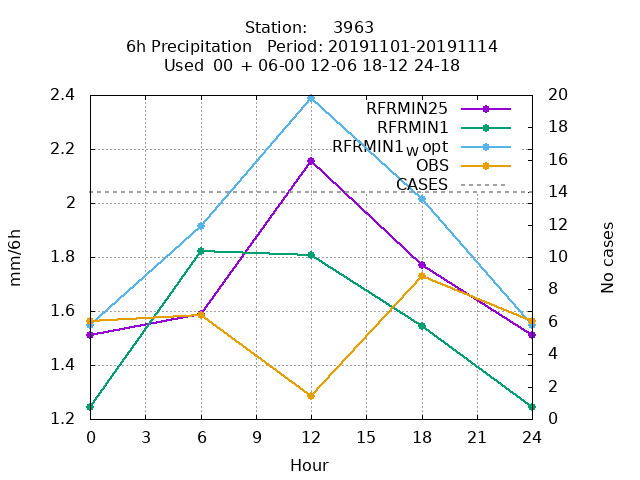 Station: 3963
6h Precipitation Period: 20191101-20191114
Used 00 + 06-00 12-06 18-12 24-18
2.4
2.2
2
1.8
1.6
1.4
1.2
mm/6h
20
18
16
14
12
10
8
6
4
2
0
No cases
RFRMIN25
RFRMIN1
RFRMIN1w opt
OBS
CASES
0 3 6 9 12 15 18 21 24
Hour